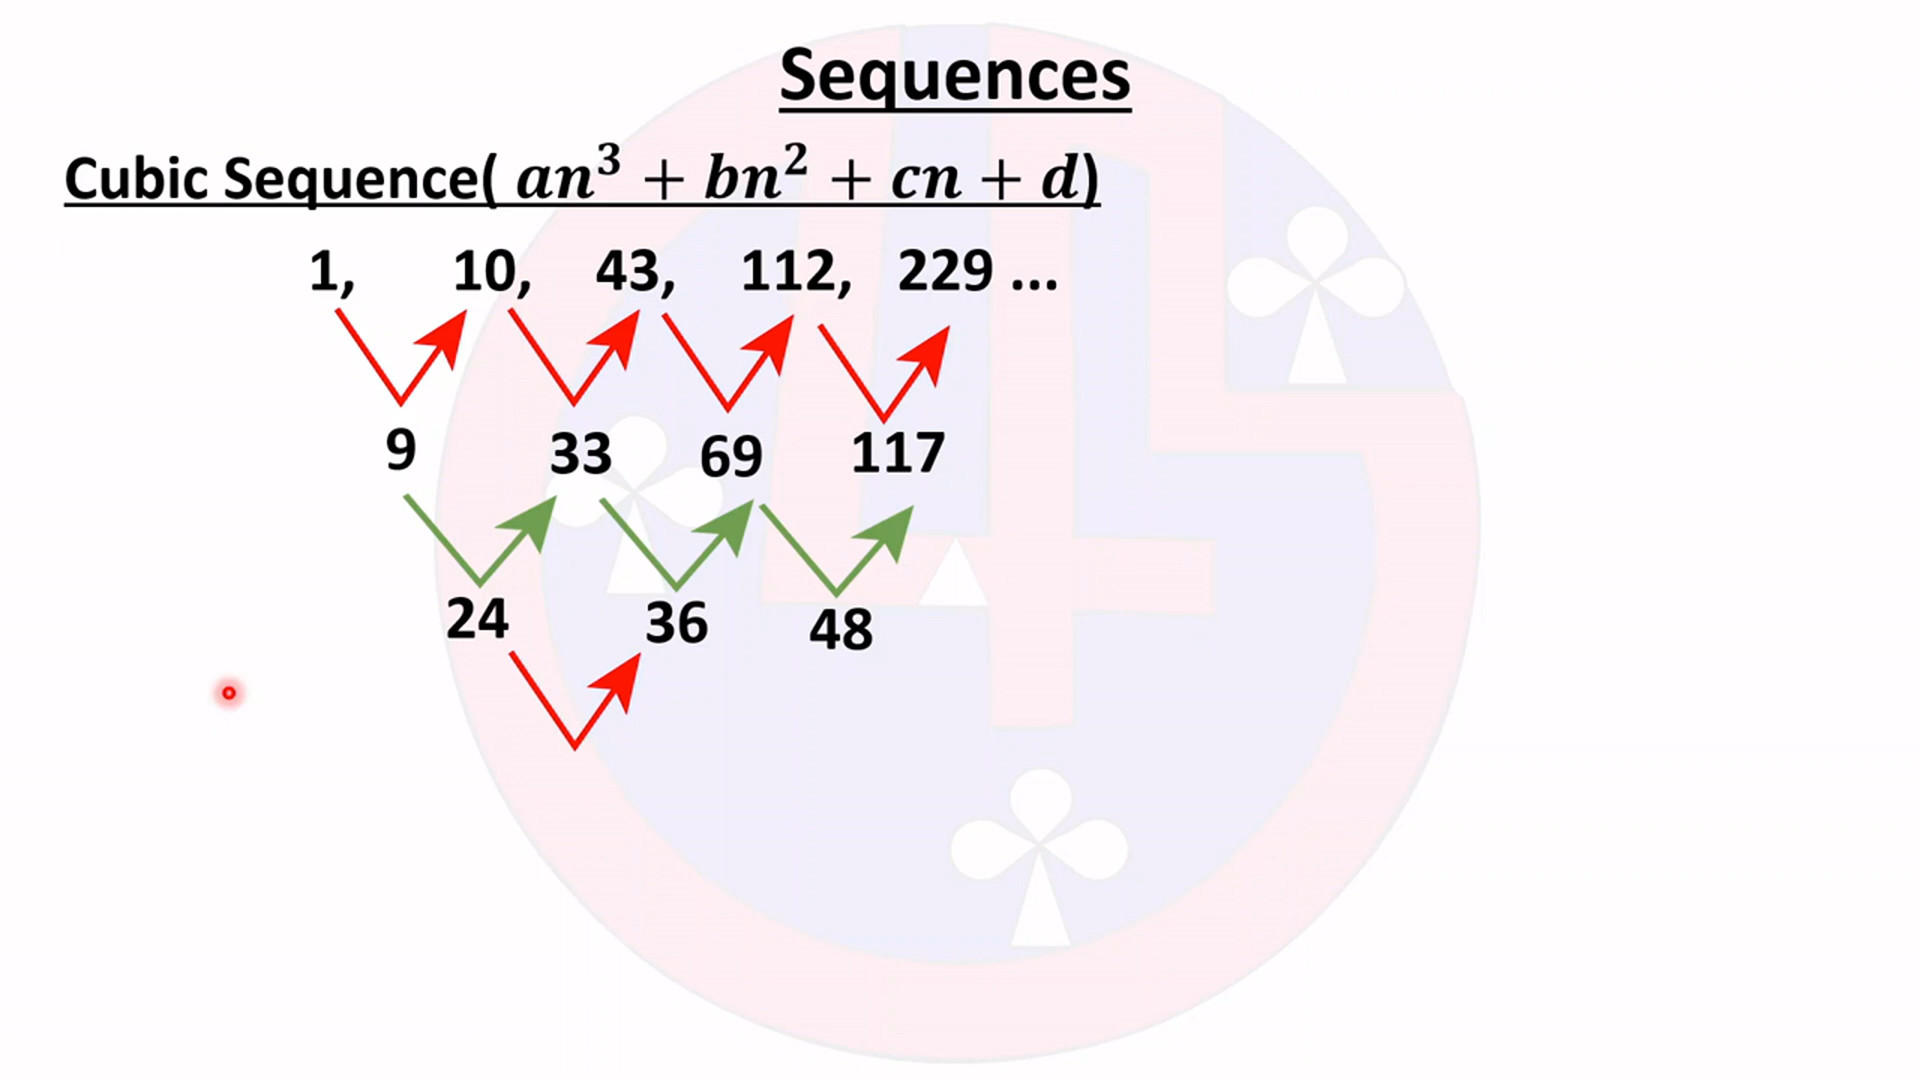 Sequences
Cubic Sequence( an³ + bn² + cn + d)
1, 10, 43, 112, 229 ...
9 33 69 117
24 36 48